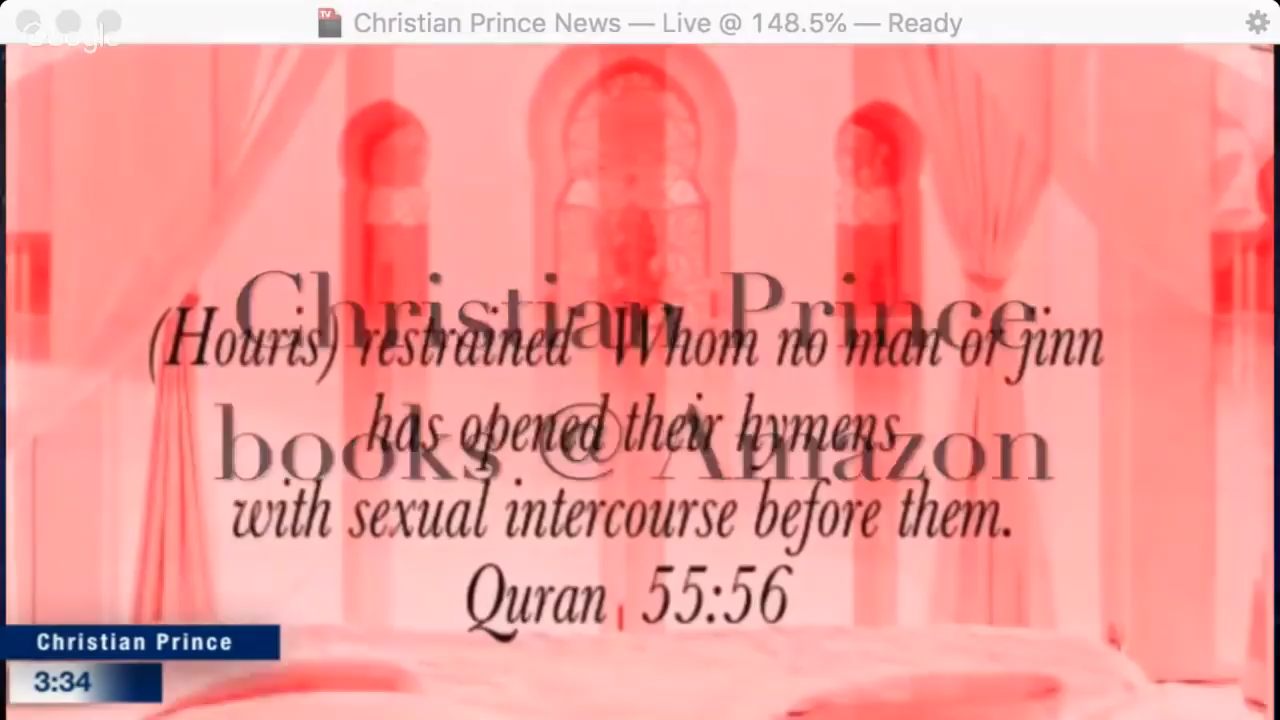 Christian Prince News — Live @ 148.5% — Ready
Google
Christian Prince
books @ Amazon
(Houris) restrained Whom no man or jinn
has opened their hymens
with sexual intercourse before them.
Quran 55:56
Christian Prince
3:34